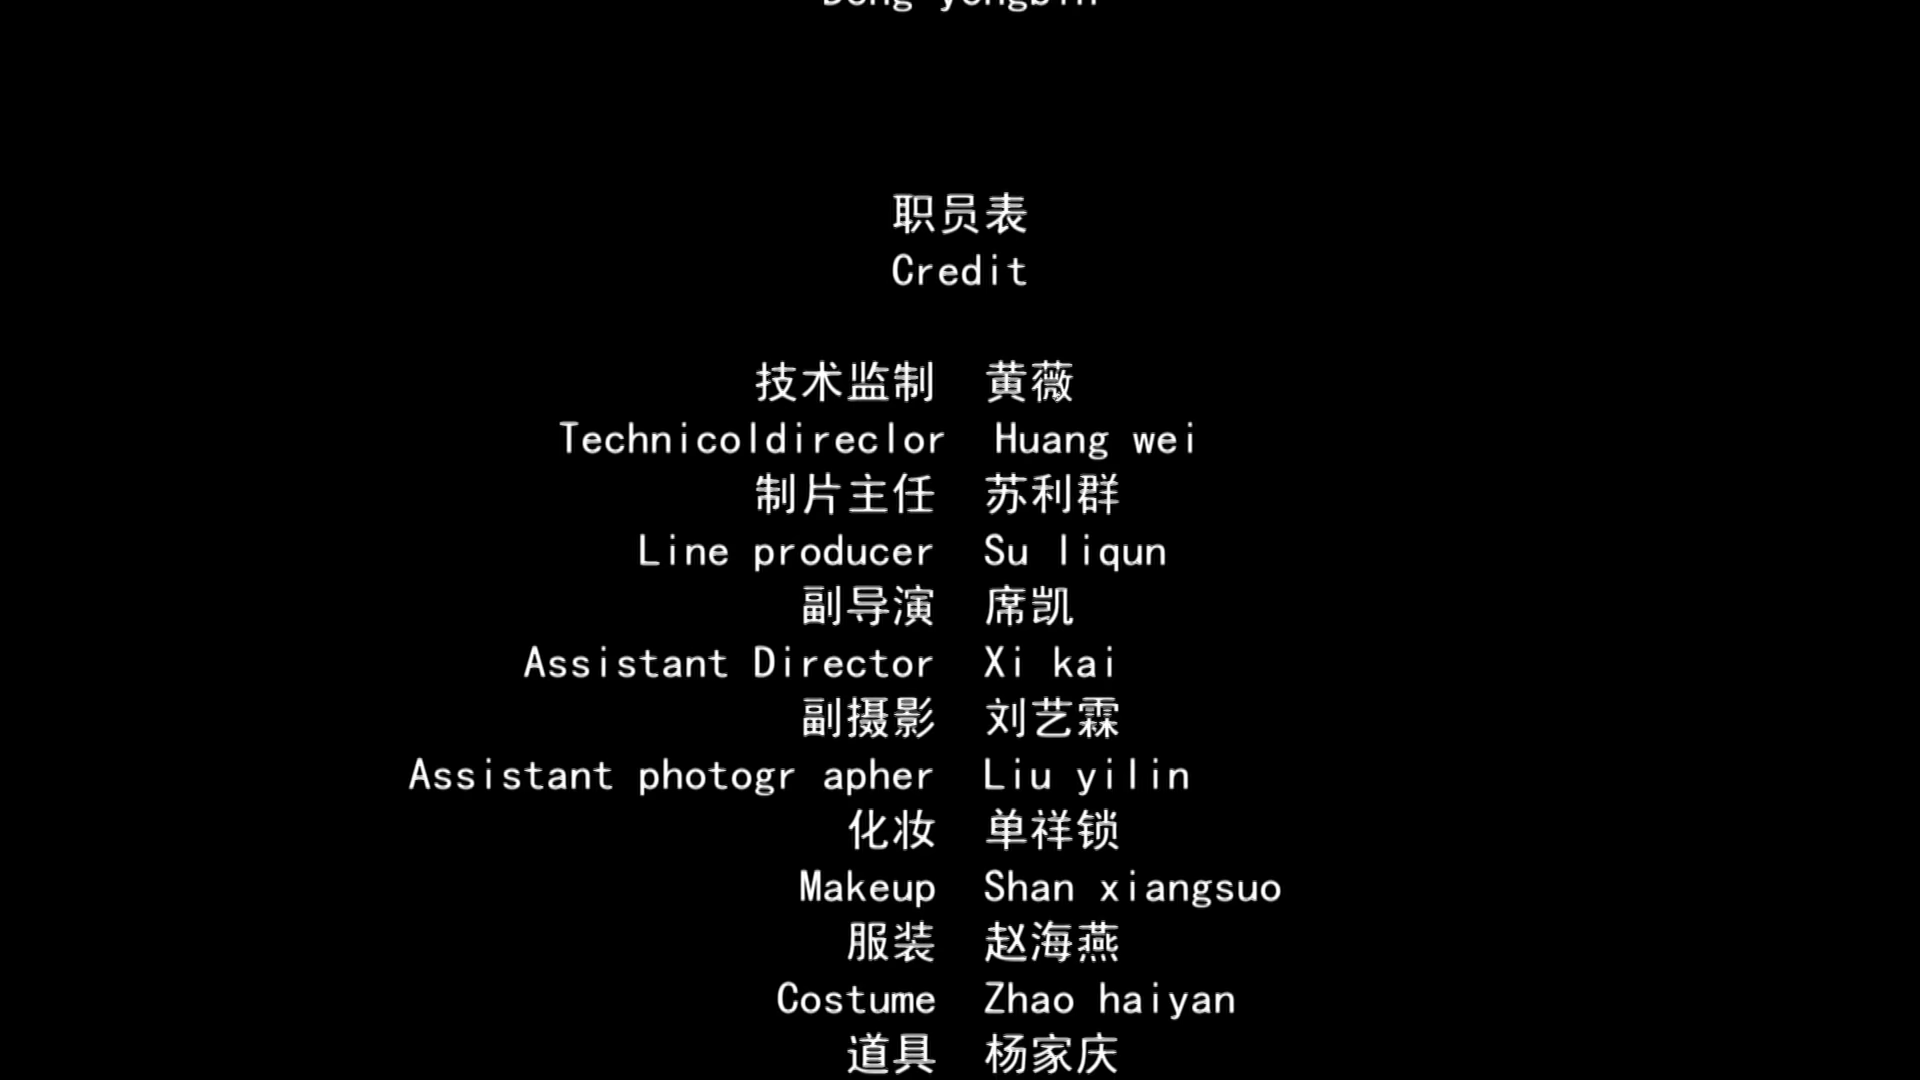 职员表
Credit
技术监制 黄薇
Technicoldireclor Huang wei
制片主任 苏利群
Line producer Su liqun
副导演 席凯
Assistant Director Xi kai
副摄影 刘艺霖
Assistant photogr apher Liu yilin
化妆 单祥锁
Makeup Shan xiangsuo
服装 赵海燕
Costume Zhao haiyan
道具 杨家庆